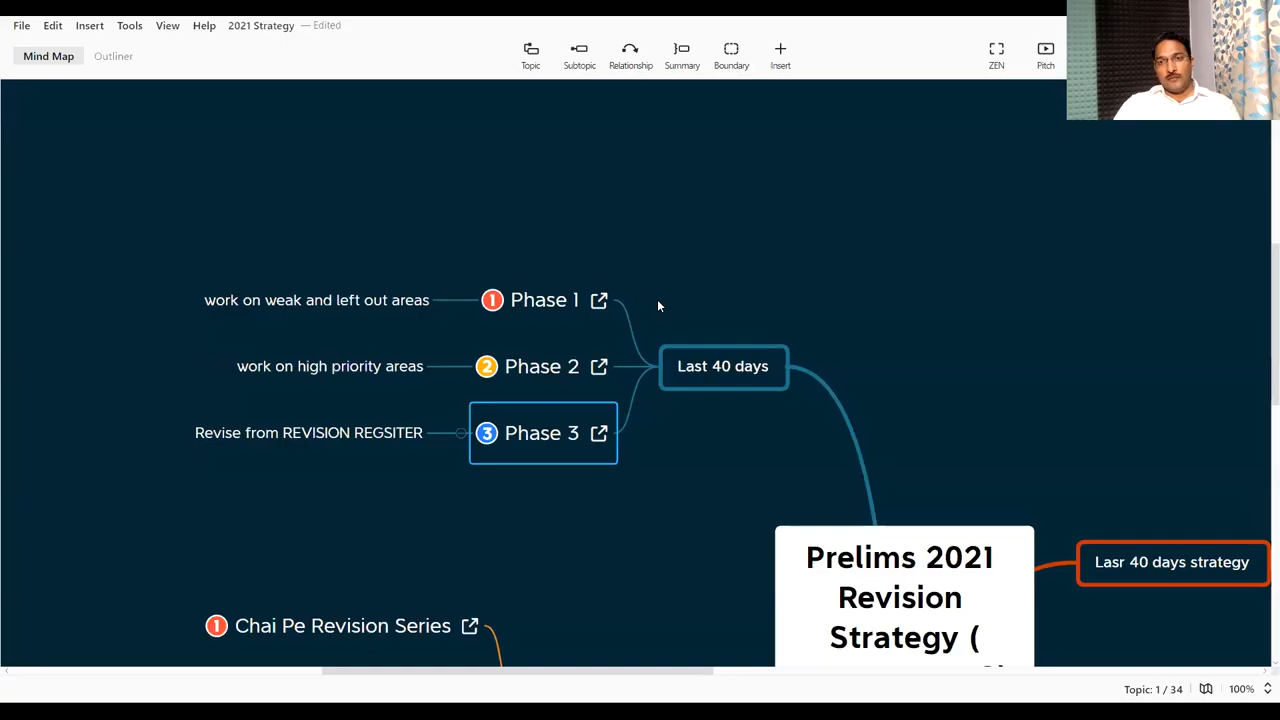 File Edit Insert Tools View Help 2021 Strategy — Edited
Mind Map Outliner
Topic Subtopic Relationship Summary Boundary Insert ZEN Pitch
work on weak and left out areas 1 Phase 1
work on high priority areas 2 Phase 2 Last 40 days
Revise from REVISION REGSITER 3 Phase 3
Prelims 2021
Revision
Strategy (
Lasr 40 days strategy
1 Chai Pe Revision Series
Topic: 1 / 34 100%